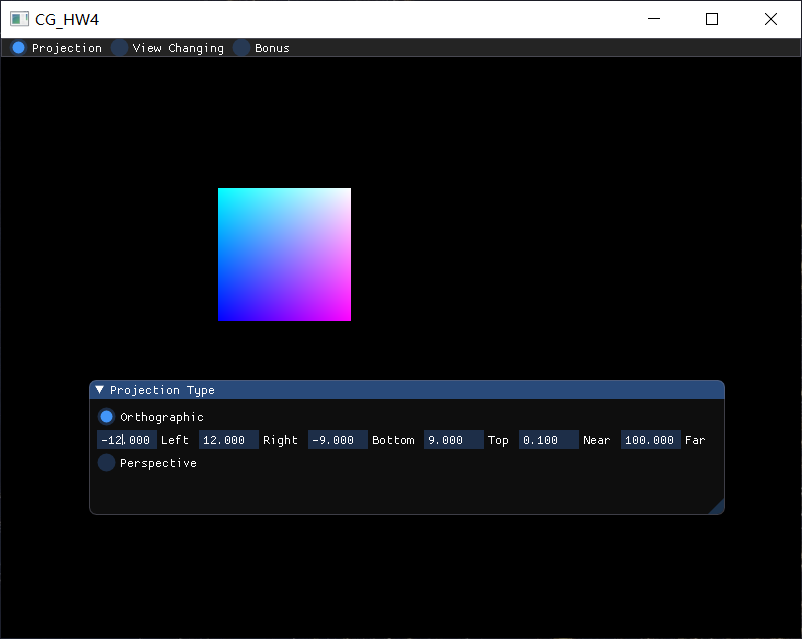 CG_HW4
Projection View Changing Bonus
Projection Type
Orthographic
-12.000 Left 12.000 Right -9.000 Bottom 9.000 Top 0.100 Near 100.000 Far
Perspective